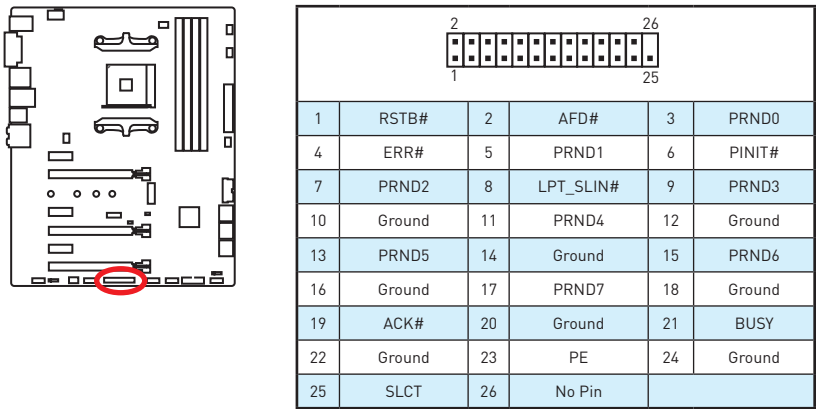 2 26
1 25
1 RSTB# 2 AFD# 3 PRND0
4 ERR# 5 PRND1 6 PINIT#
7 PRND2 8 LPT_SLIN# 9 PRND3
10 Ground 11 PRND4 12 Ground
13 PRND5 14 Ground 15 PRND6
16 Ground 17 PRND7 18 Ground
19 ACK# 20 Ground 21 BUSY
22 Ground 23 PE 24 Ground
25 SLCT 26 No Pin